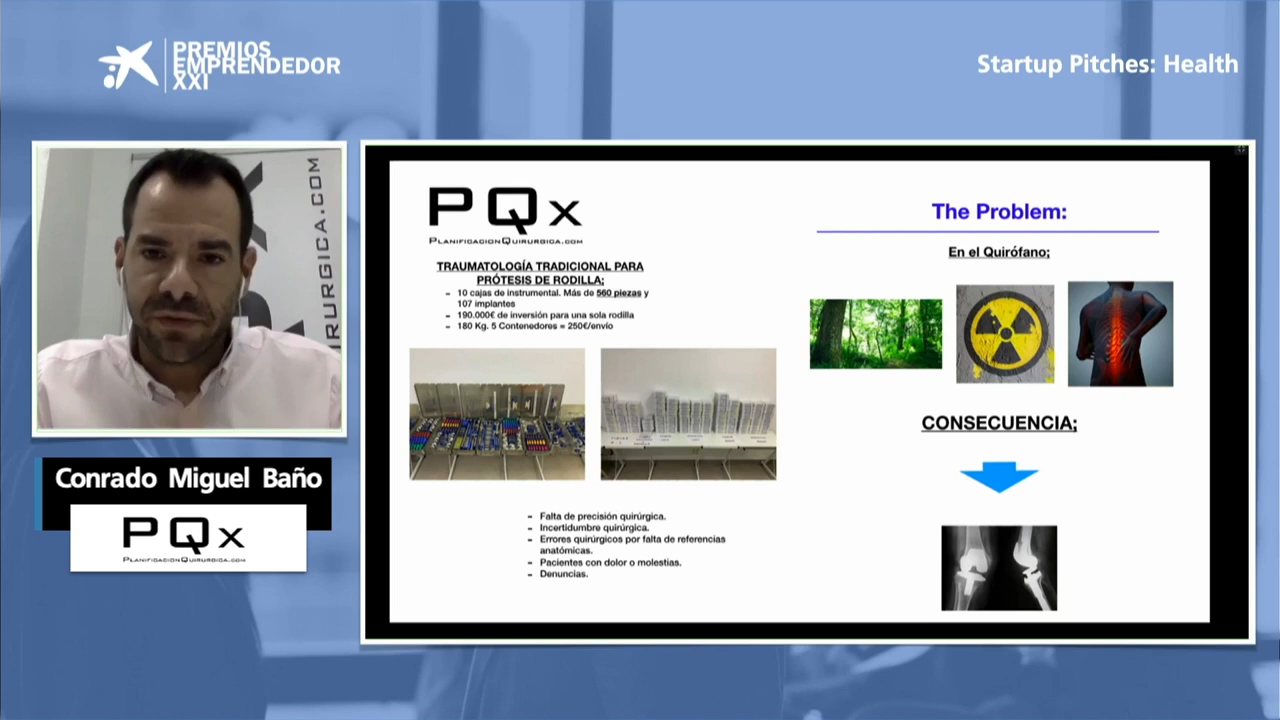 PREMIOS
EMPRENDEDOR
XXI
Startup Pitches: Health
X
IRURGICA.COM
Conrado Miguel Baño
PQx
PLANIFICACIONQUIRURGICA.COM
PQx
PLANIFICACIONQUIRURGICA.COM
TRAUMATOLOGÍA TRADICIONAL PARA
PRÓTESIS DE RODILLA;
- 10 cajas de instrumental. Más de 560 piezas y
107 implantes
- 190.000€ de inversión para una sola rodilla
- 180 Kg. 5 Contenedores = 250€/envío
- Falta de precisión quirúrgica.
- Incertidumbre quirúrgica.
- Errores quirúrgicos por falta de referencias
anatómicas.
- Pacientes con dolor o molestias.
- Denuncias.
The Problem:
En el Quirófano;
CONSECUENCIA;